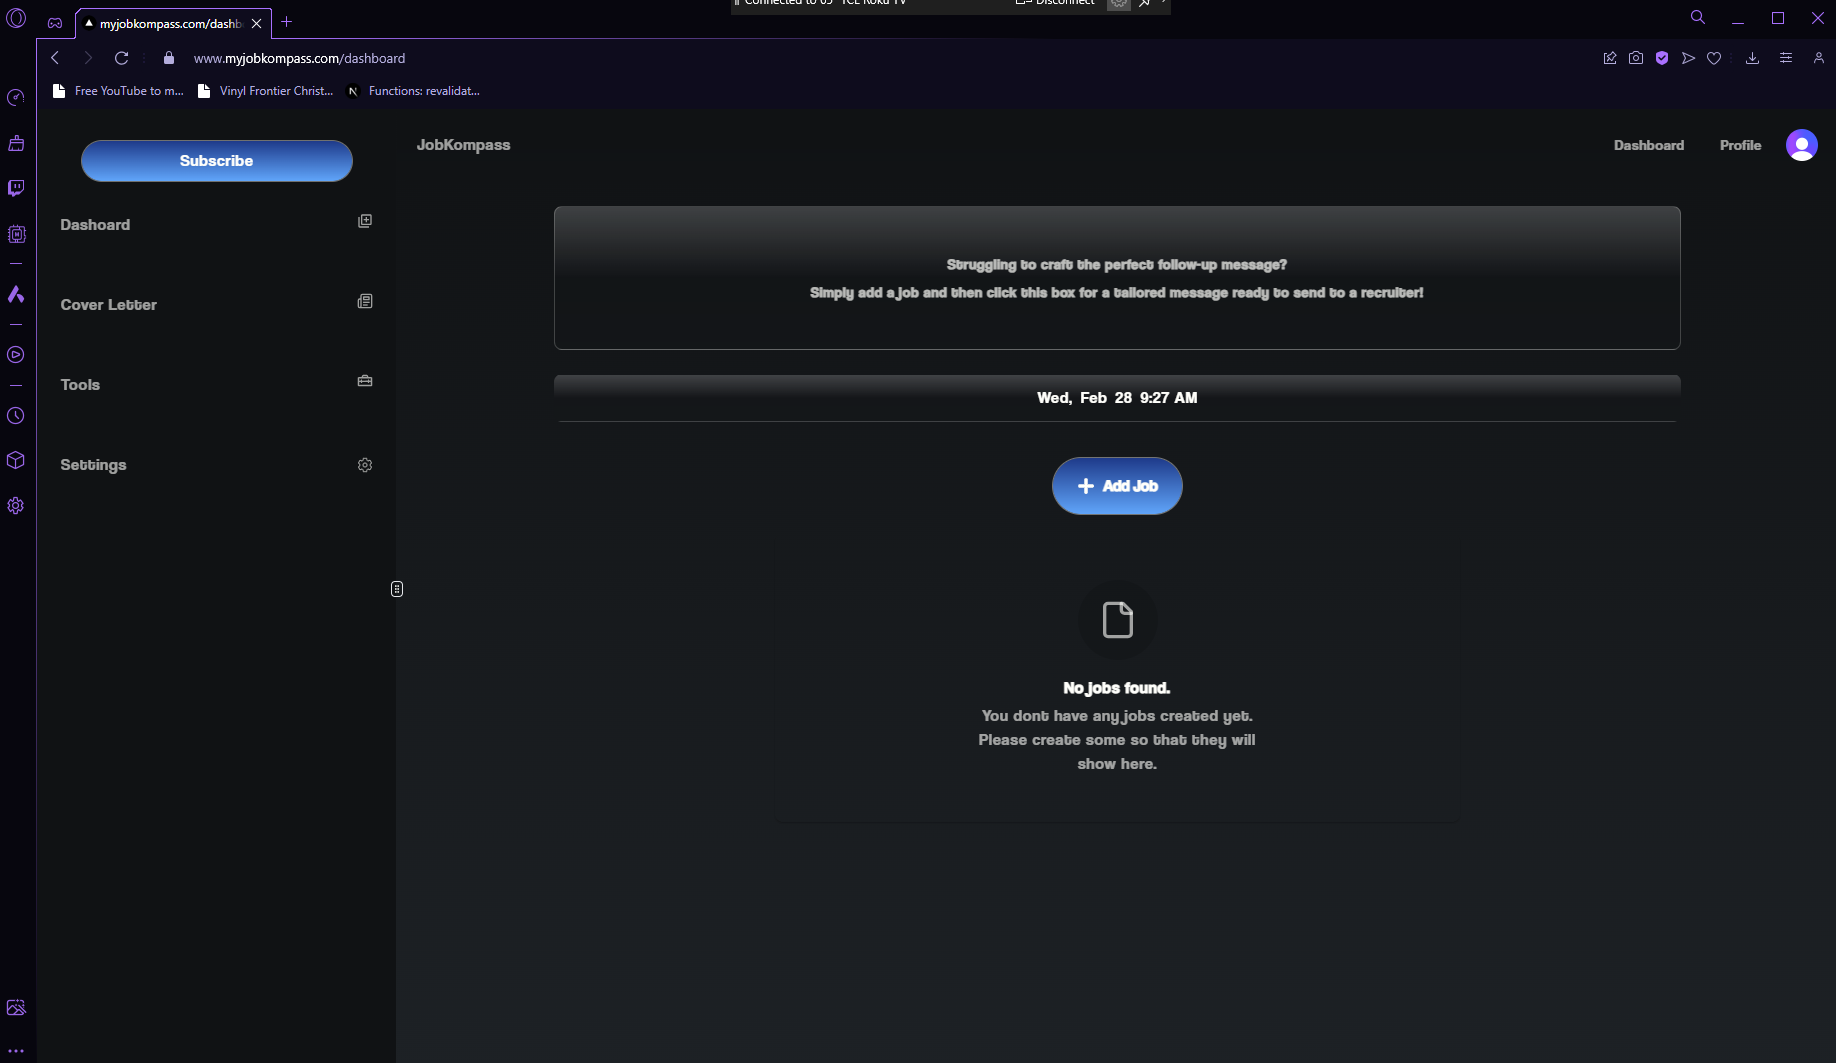 Connected to 65" TCL Roku TV
Disconnect
myjobkompass.com/dashb
www.myjobkompass.com/dashboard
Free YouTube to m...
Vinyl Frontier Christ...
N
Functions: revalidat...
Subscribe
JobKompass
Dashboard
Profile
Dashoard
Cover Letter
Tools
Settings
Struggling to craft the perfect follow-up message?
Simply add a job and then click this box for a tailored message ready to send to a recruiter!
Wed, Feb 28 9:27 AM
Add Job
No jobs found.
You dont have any jobs created yet.
Please create some so that they will
show here.